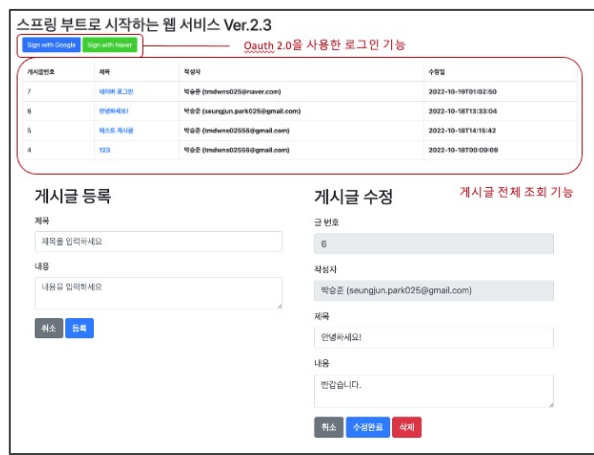 스프링 부트로 시작하는 웹 서비스 Ver.2.3
Sign with Google Sign with Naver Oauth 2.0을 사용한 로그인 기능
게시글번호 제목 작성자 수정일
7 네이버 로그인 박승준 (tmdwns025@naver.com) 2022-10-19T01:02:50
6 안녕하세요! 박승준 (seungjun.park025@gmail.com) 2022-10-18T13:33:04
5 테스트 게시글 박승준 (tmdwns02556@gmail.com) 2022-10-18T14:15:42
4 123 박승준 (tmdwns02556@gmail.com) 2022-10-18T00:09:09
게시글 전체 조회 기능
게시글 등록
제목
제목을 입력하세요
내용
내용을 입력하세요
취소 등록
게시글 수정
글 번호
6
작성자
박승준 (seungjun.park025@gmail.com)
제목
안녕하세요!
내용
반갑습니다.
취소 수정완료 삭제